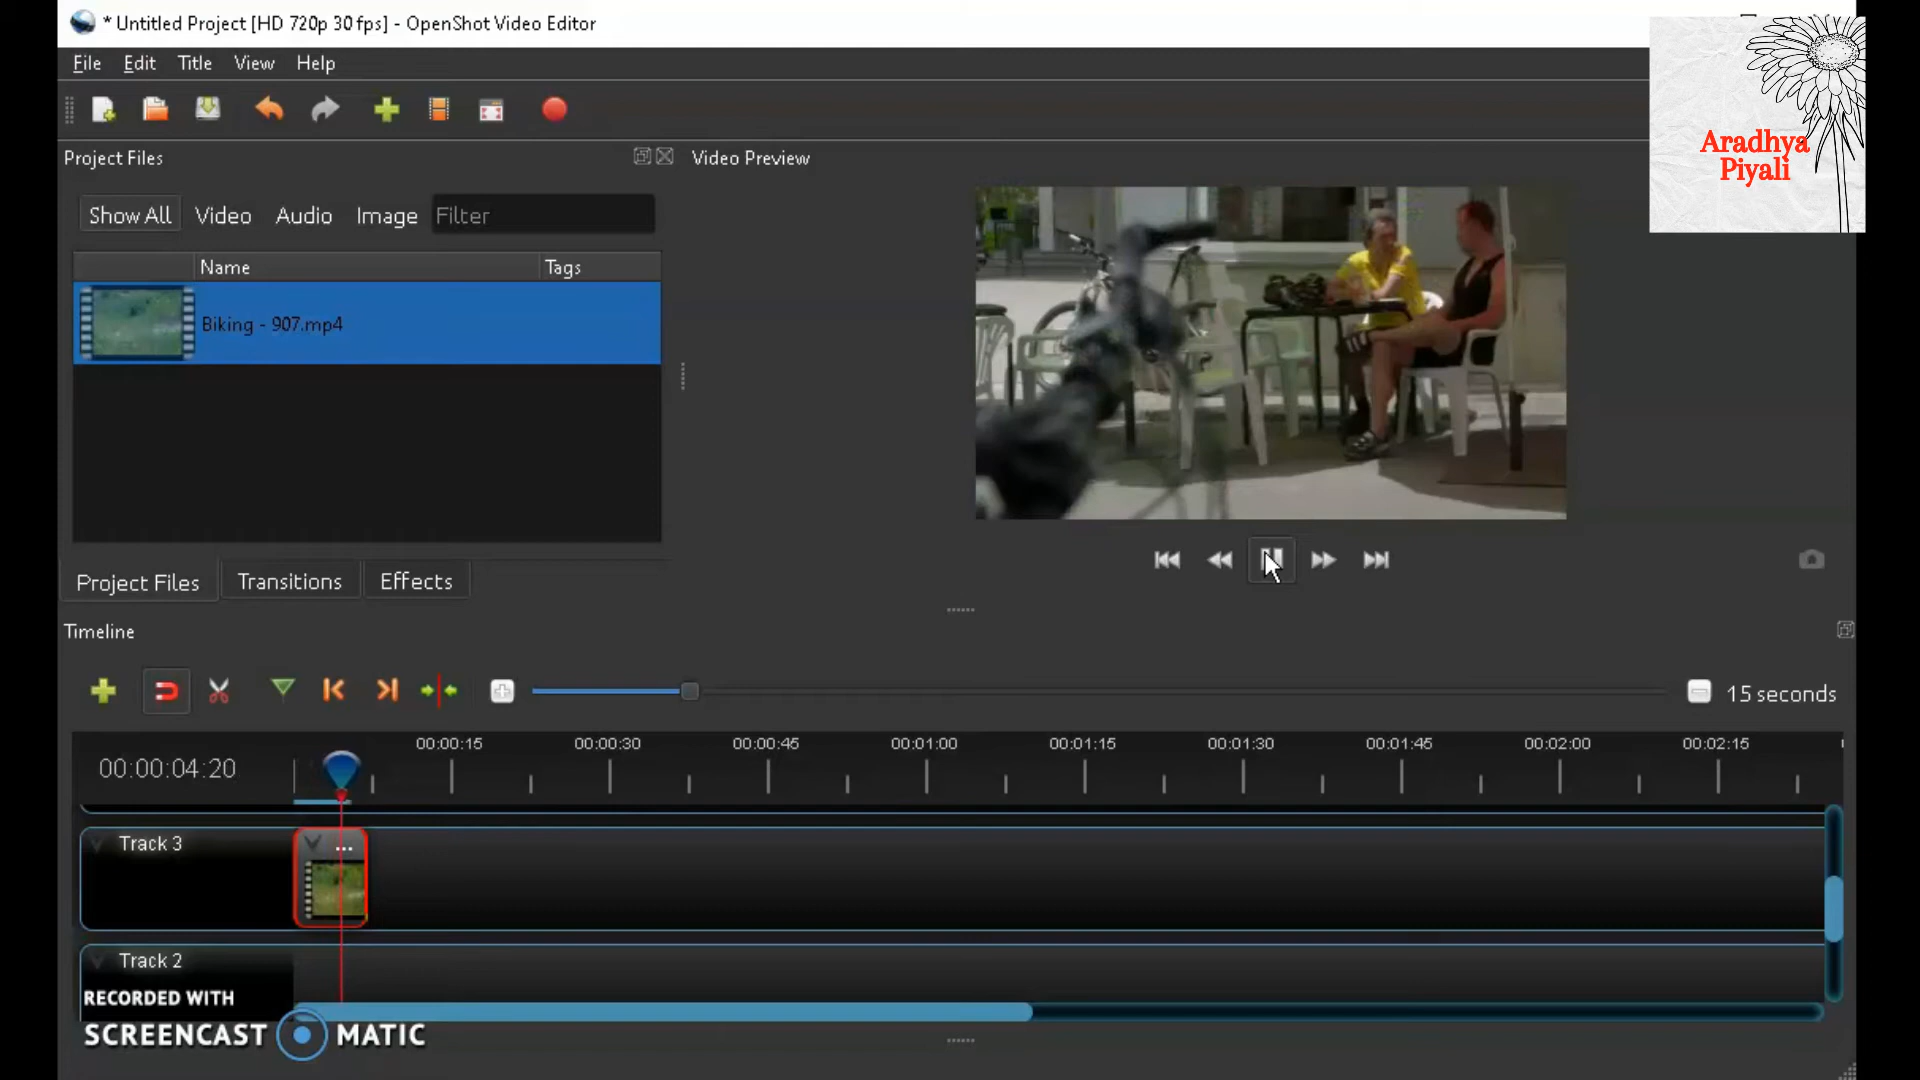 * Untitled Project [HD 720p 30 fps] - OpenShot Video Editor
File Edit Title View Help
Aradhya
Piyali
Project Files
Video Preview
Show All Video Audio Image Filter
Name Tags
Biking - 907.mp4
Project Files Transitions Effects
Timeline
15 seconds
00:00:04:20
00:00:15 00:00:30 00:00:45 00:01:00 00:01:15 00:01:30 00:01:45 00:02:00 00:02:15
Track 3
...
Track 2
RECORDED WITH
SCREENCAST MATIC